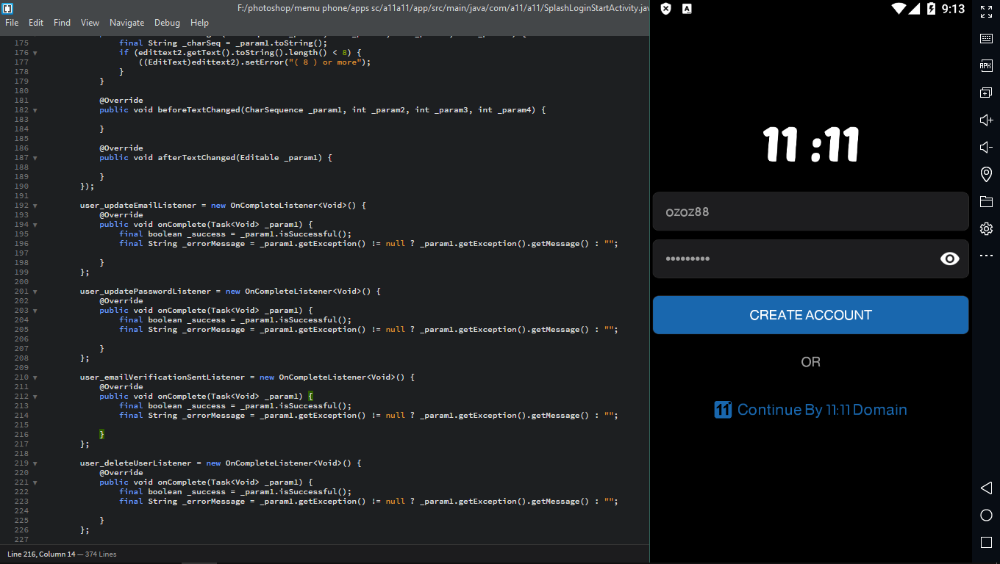 F:/photoshop/memu phone/apps sc/a11a11/app/src/main/java/com/a11/a11/SplashLoginStartActivity.jav
File Edit Find View Navigate Debug Help
175 final String _charSeq = _param1.toString();
176 if (edittext2.getText().toString().length() < 8) {
177 ((EditText)edittext2).setError("( 8 ) or more");
178 }
179 }
180
181 @Override
182 public void beforeTextChanged(CharSequence _param1, int _param2, int _param3, int _param4) {
183
184 }
185
186 @Override
187 public void afterTextChanged(Editable _param1) {
188
189 }
190 });
191
192 user_updateEmailListener = new OnCompleteListener<Void>() {
193 @Override
194 public void onComplete(Task<Void> _param1) {
195 final boolean _success = _param1.isSuccessful();
196 final String _errorMessage = _param1.getException() != null ? _param1.getException().getMessage() : "";
197
198 }
199 };
200
201 user_updatePasswordListener = new OnCompleteListener<Void>() {
202 @Override
203 public void onComplete(Task<Void> _param1) {
204 final boolean _success = _param1.isSuccessful();
205 final String _errorMessage = _param1.getException() != null ? _param1.getException().getMessage() : "";
206
207 }
208 };
209
210 user_emailVerificationSentListener = new OnCompleteListener<Void>() {
211 @Override
212 public void onComplete(Task<Void> _param1) {
213 final boolean _success = _param1.isSuccessful();
214 final String _errorMessage = _param1.getException() != null ? _param1.getException().getMessage() : "";
215
216 }
217 };
218
219 user_deleteUserListener = new OnCompleteListener<Void>() {
220 @Override
221 public void onComplete(Task<Void> _param1) {
222 final boolean _success = _param1.isSuccessful();
223 final String _errorMessage = _param1.getException() != null ? _param1.getException().getMessage() : "";
224
225 }
226 };
227
Line 216, Column 14 — 374 Lines
A
9:13
11:11
ozoz88
•••••••••
CREATE ACCOUNT
OR
11 Continue By 11:11 Domain
APK